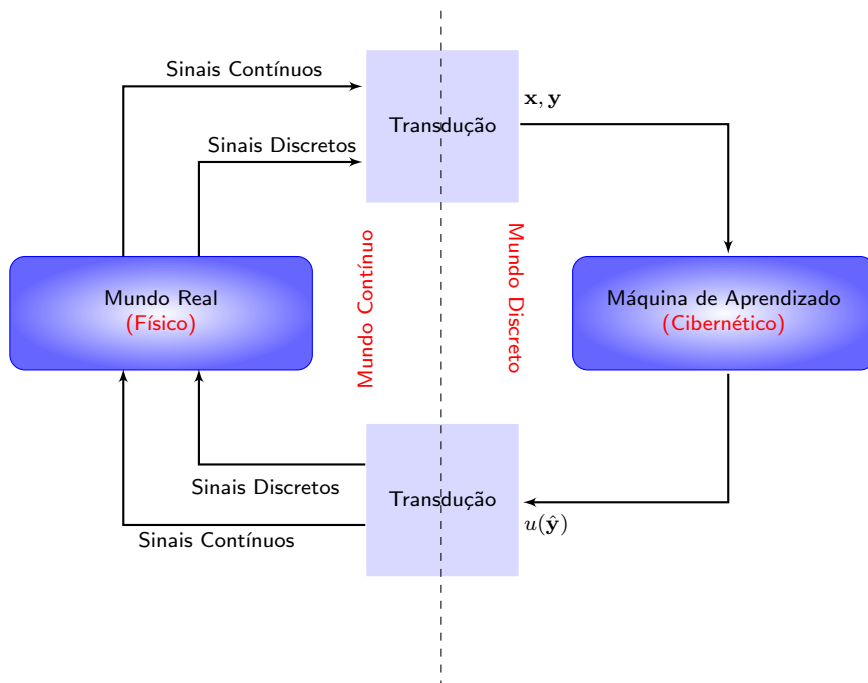 Sinais Contínuos
Sinais Discretos
Transdução
x, y
Mundo Real
(Físico)
Mundo Contínuo
Mundo Discreto
Máquina de Aprendizado
(Cibernético)
Sinais Discretos
Sinais Contínuos
Transdução
u(ŷ)